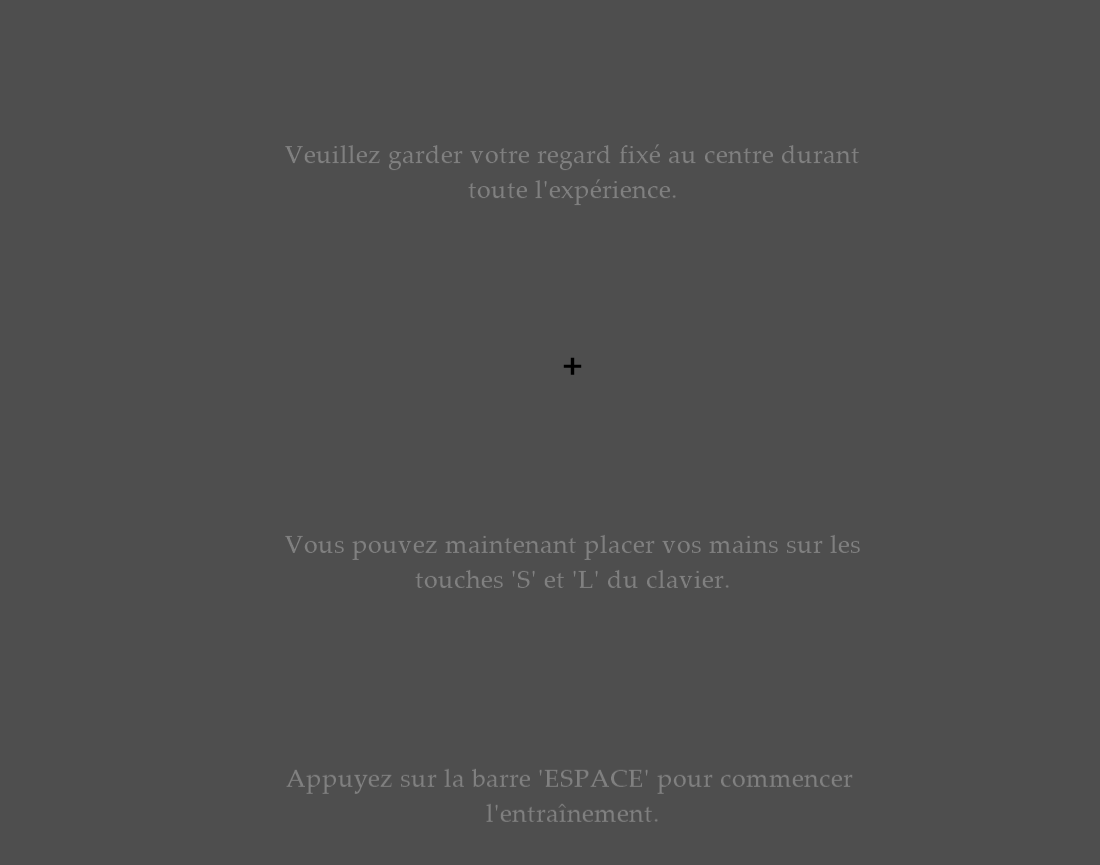 Veuillez garder votre regard fixé au centre durant
toute l'expérience.
+
Vous pouvez maintenant placer vos mains sur les
touches 'S' et 'L' du clavier.
Appuyez sur la barre 'ESPACE' pour commencer
l'entraînement.